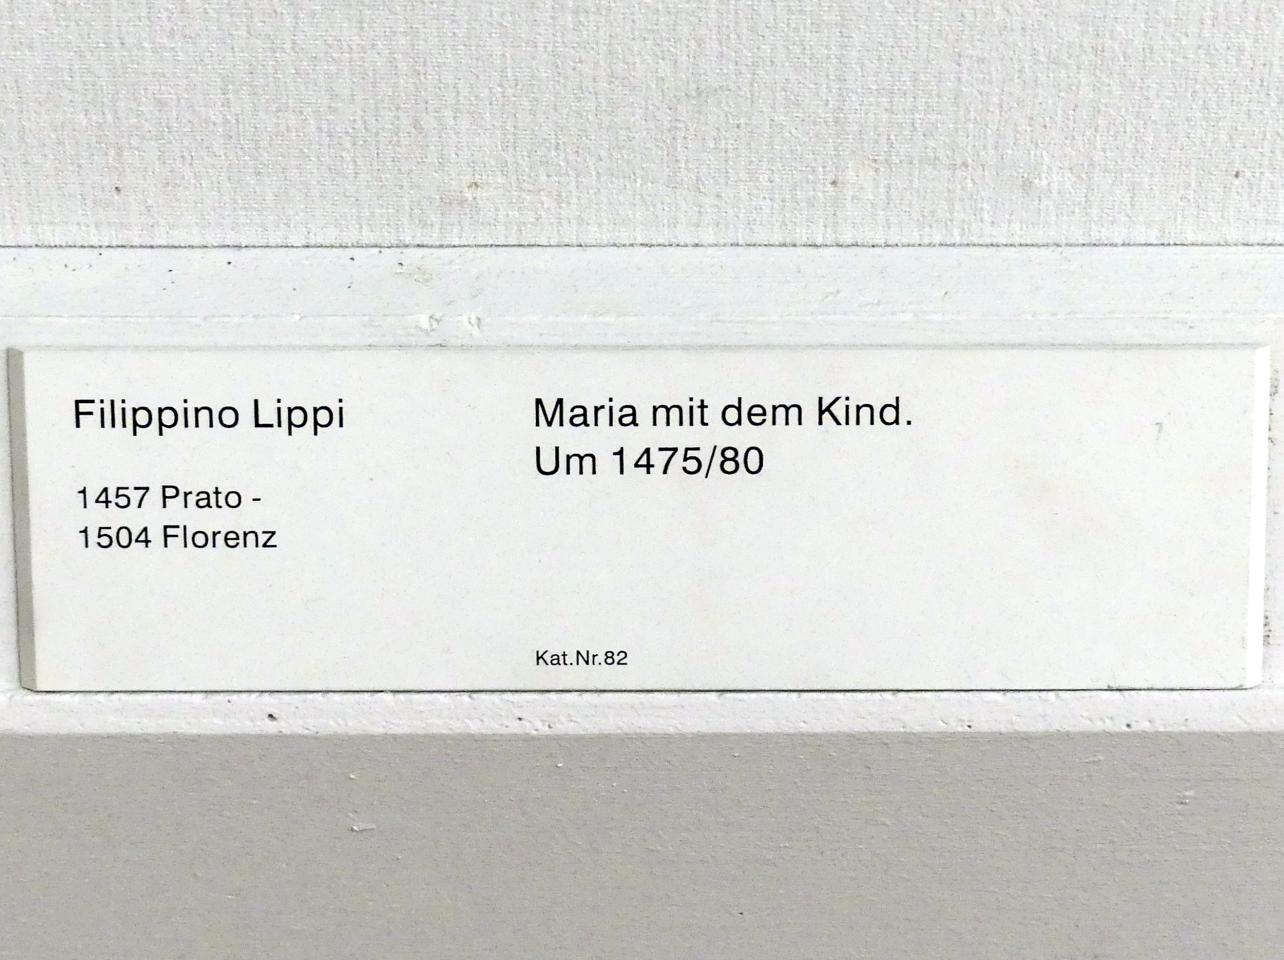 Filippino Lippi
1457 Prato -
1504 Florenz
Maria mit dem Kind.
Um 1475/80
Kat.Nr.82